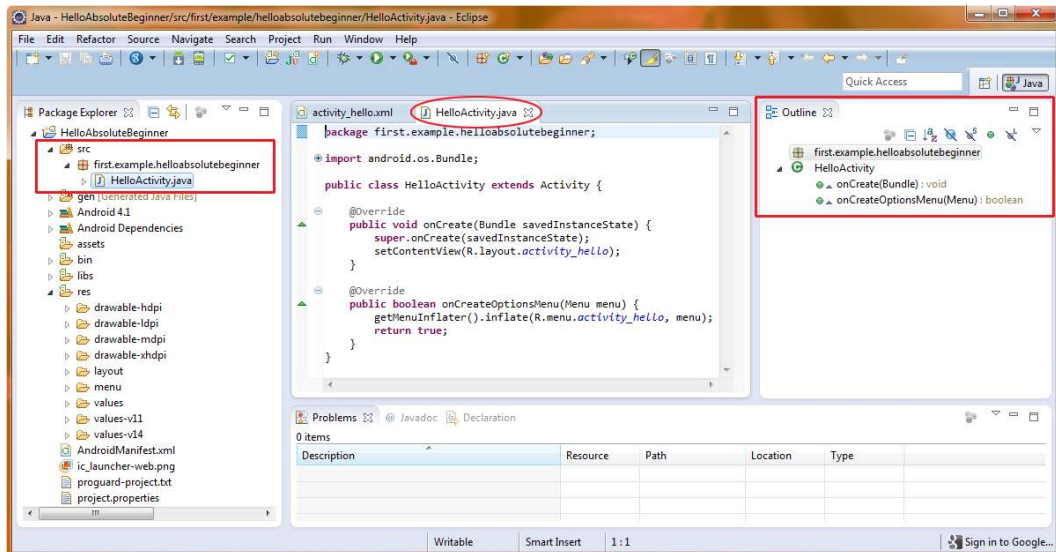 Java - HelloAbsoluteBeginner/src/first/example/helloabsolutebeginner/HelloActivity.java - Eclipse
File Edit Refactor Source Navigate Search Project Run Window Help
Quick Access
Java
Package Explorer
HelloAbsoluteBeginner
src
first.example.helloabsolutebeginner
HelloActivity.java
gen [Generated Java Files]
Android 4.1
Android Dependencies
assets
bin
libs
res
drawable-hdpi
drawable-ldpi
drawable-mdpi
drawable-xhdpi
layout
menu
values
values-v11
values-v14
AndroidManifest.xml
ic_launcher-web.png
proguard-project.txt
project.properties
activity_hello.xml
HelloActivity.java
package first.example.helloabsolutebeginner;
import android.os.Bundle;
public class HelloActivity extends Activity {
@Override
public void onCreate(Bundle savedInstanceState) {
super.onCreate(savedInstanceState);
setContentView(R.layout.activity_hello);
}
@Override
public boolean onCreateOptionsMenu(Menu menu) {
getMenuInflater().inflate(R.menu.activity_hello, menu);
return true;
}
}
Outline
first.example.helloabsolutebeginner
HelloActivity
onCreate(Bundle) : void
onCreateOptionsMenu(Menu) : boolean
Problems @ Javadoc Declaration
0 items
Description Resource Path Location Type
Writable Smart Insert 1 : 1 Sign in to Google...